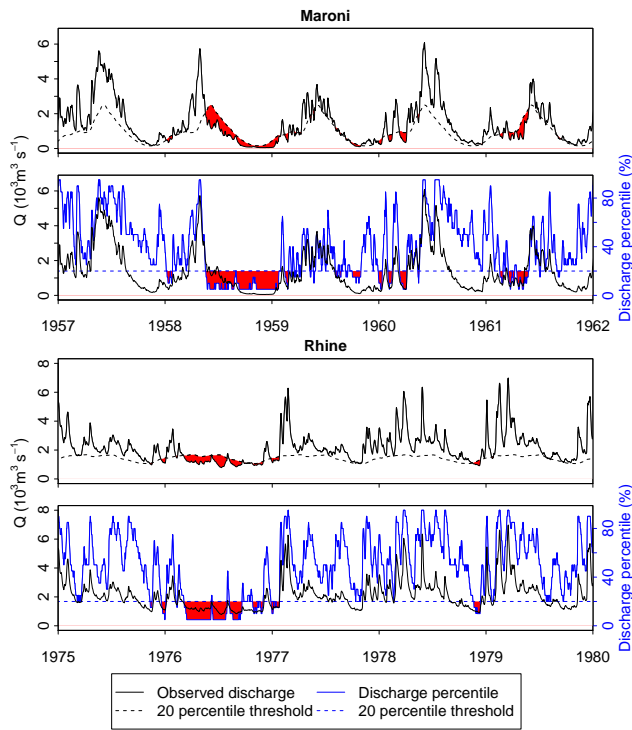 Maroni
Q (10³m³ s⁻¹)
6
4
2
0
6
4
2
0
80
40
0
Discharge percentile (%)
1957 1958 1959 1960 1961 1962
Rhine
Q (10³m³ s⁻¹)
8
6
4
2
0
8
6
4
2
0
80
40
0
Discharge percentile (%)
1975 1976 1977 1978 1979 1980
Observed discharge Discharge percentile
20 percentile threshold 20 percentile threshold